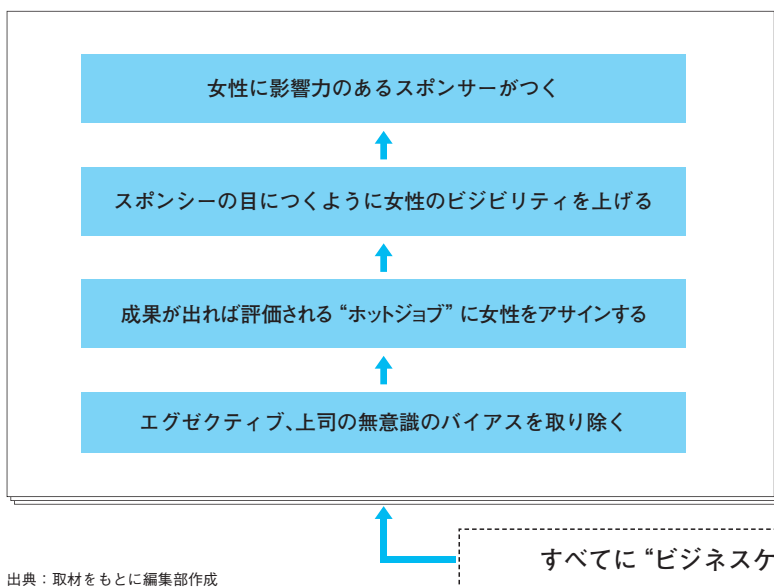 女性に影響力のあるスポンサーがつく
スポンシーの目につくように女性のビジビリティを上げる
成果が出れば評価される“ホットジョブ”に女性をアサインする
エグゼクティブ、上司の無意識のバイアスを取り除く
すべてに“ビジネスケ
出典：取材をもとに編集部作成